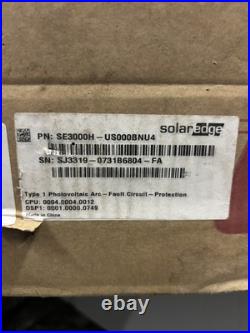 solaredge
PN: SE3000H-US000BNU4
SN: SJ3319-0731B6804-FA
Type 1 Photovoltaic Arc-Fault Circuit-Protection
CPU: 0004.0004.0012
DSP1: 0001.0000.0749
Made in China